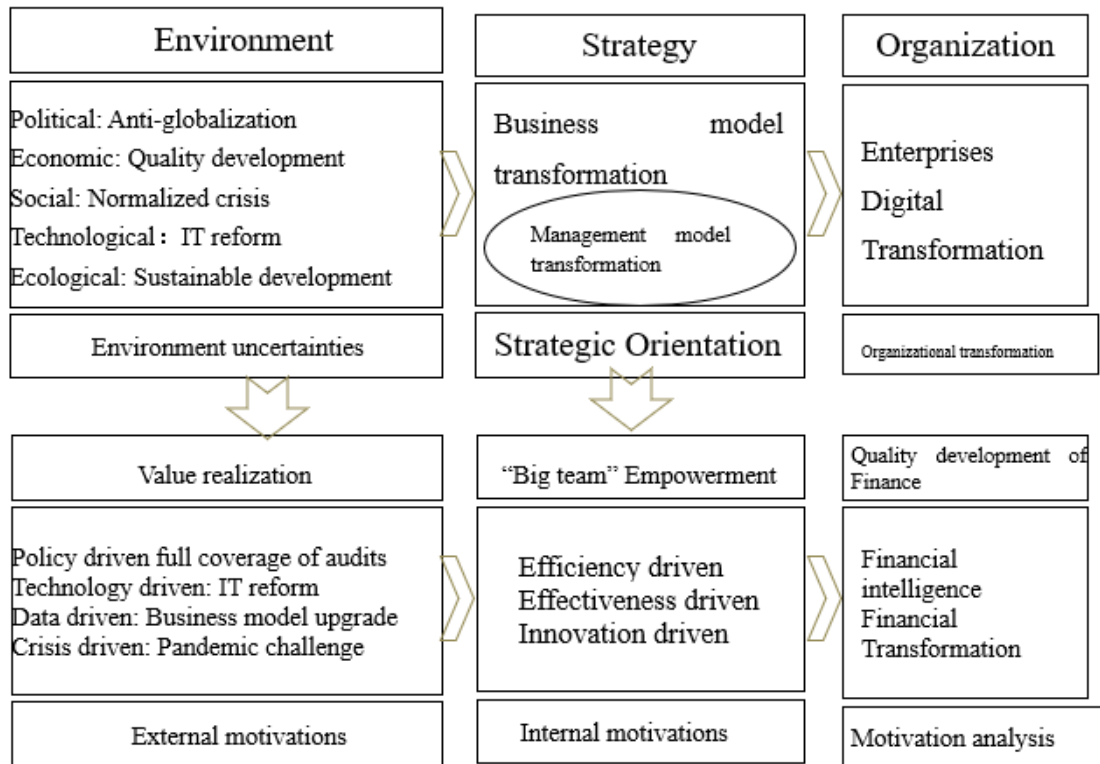 Environment
Strategy
Organization
Political: Anti-globalization
Economic: Quality development
Social: Normalized crisis
Technological：IT reform
Ecological: Sustainable development
Business model
transformation
Management model
transformation
Enterprises
Digital
Transformation
Environment uncertainties
Strategic Orientation
Organizational transformation
Value realization
“Big team” Empowerment
Quality development of
Finance
Policy driven full coverage of audits
Technology driven: IT reform
Data driven: Business model upgrade
Crisis driven: Pandemic challenge
Efficiency driven
Effectiveness driven
Innovation driven
Financial
intelligence
Financial
Transformation
External motivations
Internal motivations
Motivation analysis